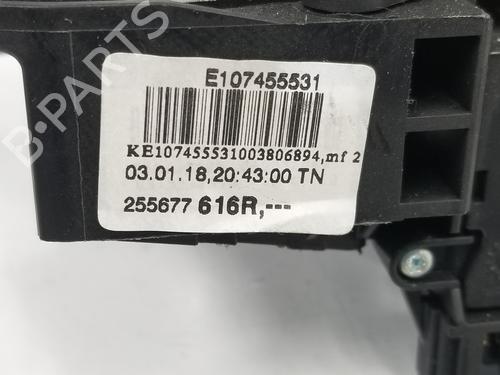 E107455531
KE107455531003806894,mf 2
03.01.18,20:43:00 TN
255677 616R,---
B-PARTS